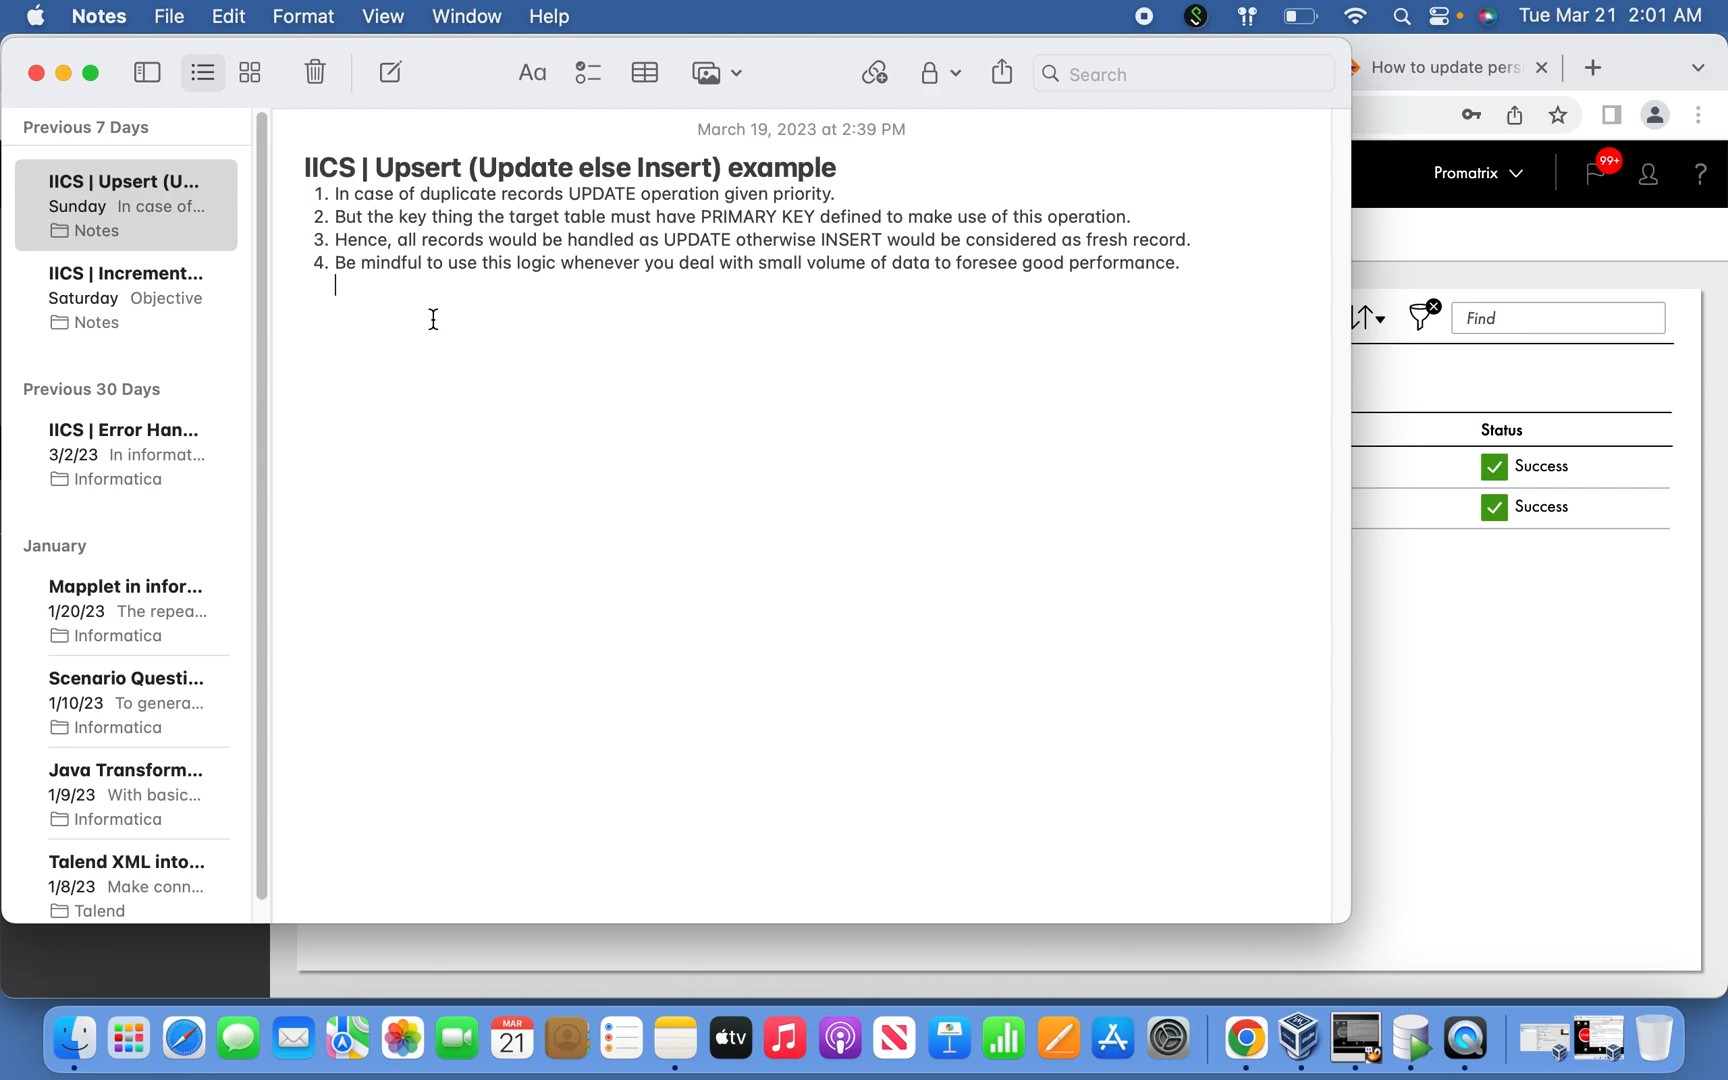 Notes File Edit Format View Window Help Tue Mar 21 2:01 AM
Aa Search
How to update pers
Previous 7 Days
IICS | Upsert (U...
Sunday In case of...
Notes
IICS | Increment...
Saturday Objective
Notes
Previous 30 Days
IICS | Error Han...
3/2/23 In informat...
Informatica
January
Mapplet in infor...
1/20/23 The repea...
Informatica
Scenario Questi...
1/10/23 To genera...
Informatica
Java Transform...
1/9/23 With basic...
Informatica
Talend XML into...
1/8/23 Make conn...
Talend
March 19, 2023 at 2:39 PM
IICS | Upsert (Update else Insert) example
1. In case of duplicate records UPDATE operation given priority.
2. But the key thing the target table must have PRIMARY KEY defined to make use of this operation.
3. Hence, all records would be handled as UPDATE otherwise INSERT would be considered as fresh record.
4. Be mindful to use this logic whenever you deal with small volume of data to foresee good performance.
Promatrix 99+ ?
Find
Status
Success
Success
MAR
21
tv